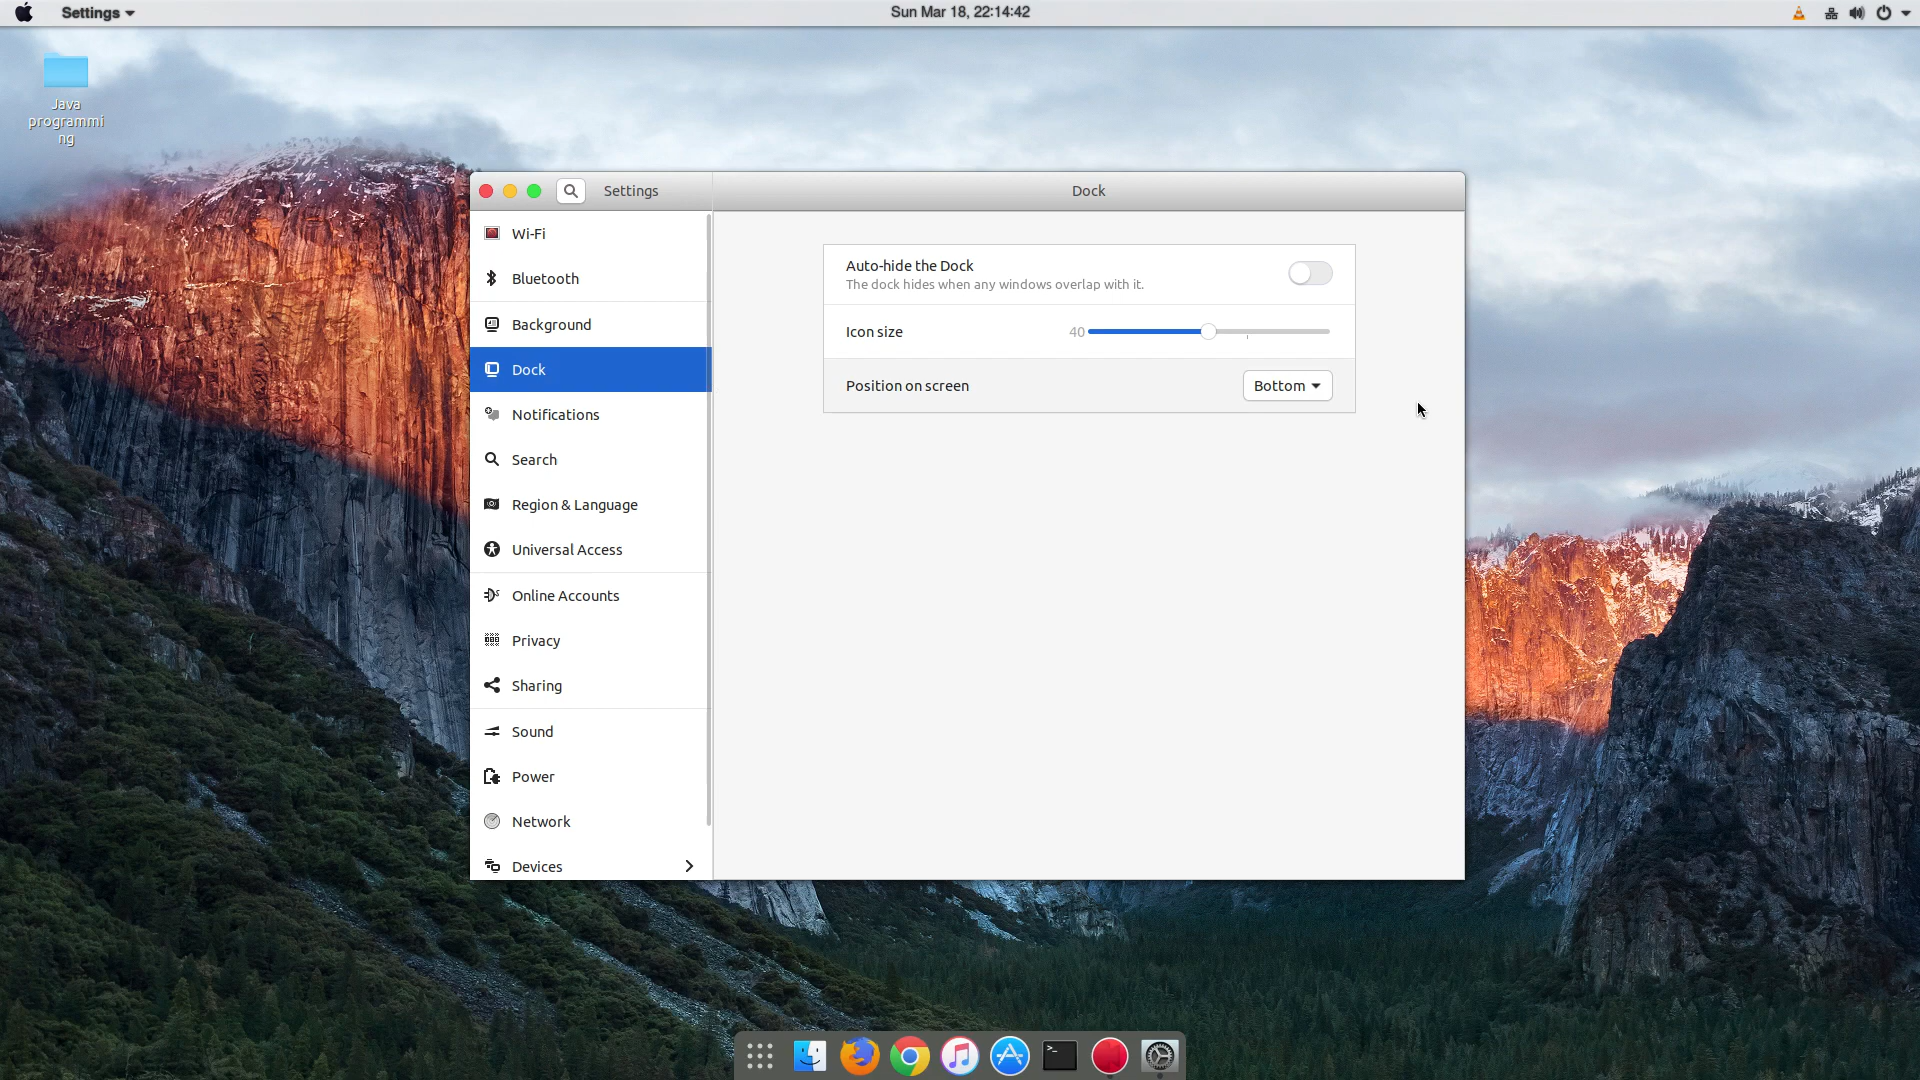 Settings
Sun Mar 18, 22:14:42
Java
programmi
ng
Settings
Dock
Wi-Fi
Bluetooth
Background
Dock
Notifications
Search
Region & Language
Universal Access
Online Accounts
Privacy
Sharing
Sound
Power
Network
Devices
Auto-hide the Dock
The dock hides when any windows overlap with it.
Icon size
40
Position on screen
Bottom